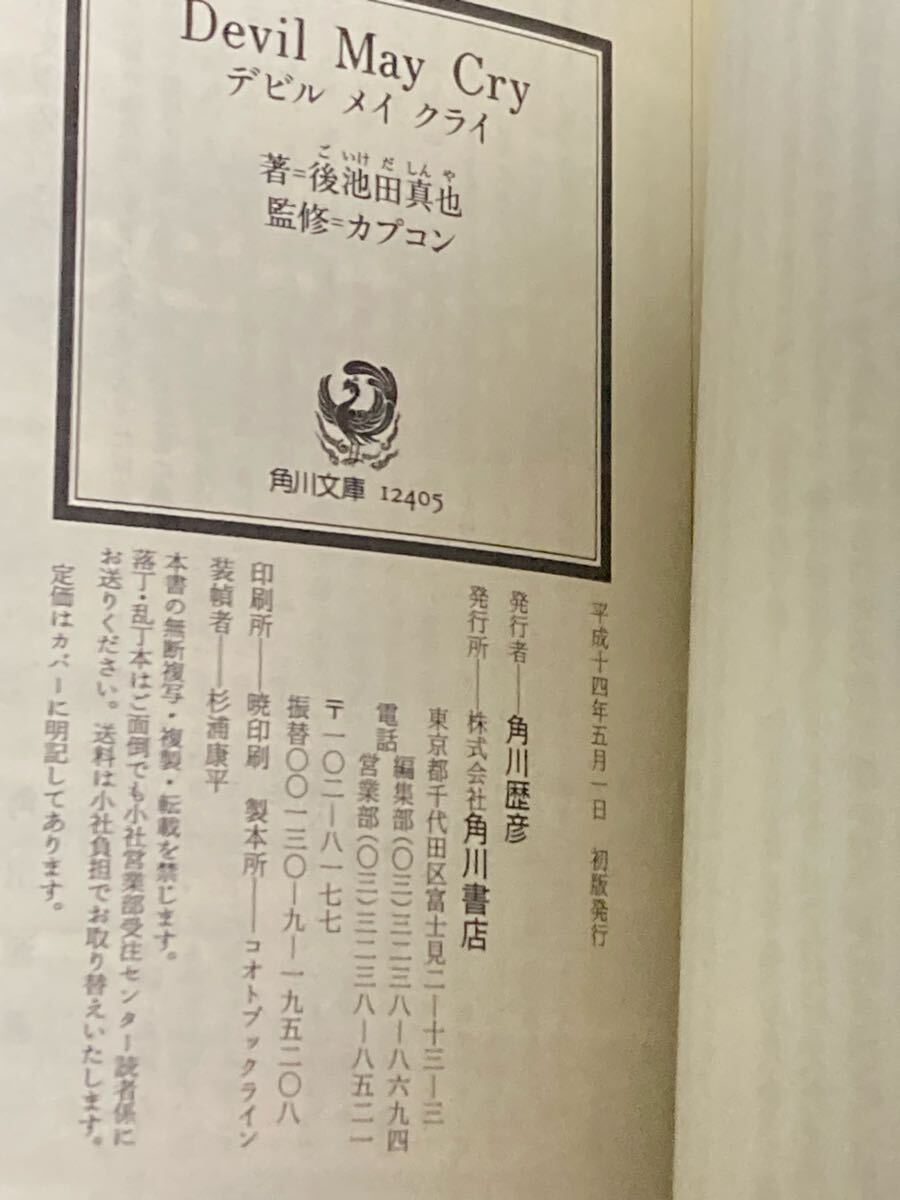 Devil May Cry
デビル メイ クライ
ご いけ だ しん や
著=後池田真也
監修=カプコン
角川文庫 12405
平成十四年五月一日 初版発行
発行者――角川歴彦
発行所――株式会社角川書店
東京都千代田区富士見二―十三―三
電話 編集部(〇三)三二三八―八六九四
営業部(〇三)三二三八―八五二一
〒一〇二―八一七七
振替〇〇一三〇―九―一九五二〇八
印刷所――暁印刷 製本所――コオトブックライン
装幀者――杉浦康平
本書の無断複写・複製・転載を禁じます。
落丁・乱丁本はご面倒でも小社営業部受注センター読者係に
お送りください。送料は小社負担でお取り替えいたします。
定価はカバーに明記してあります。